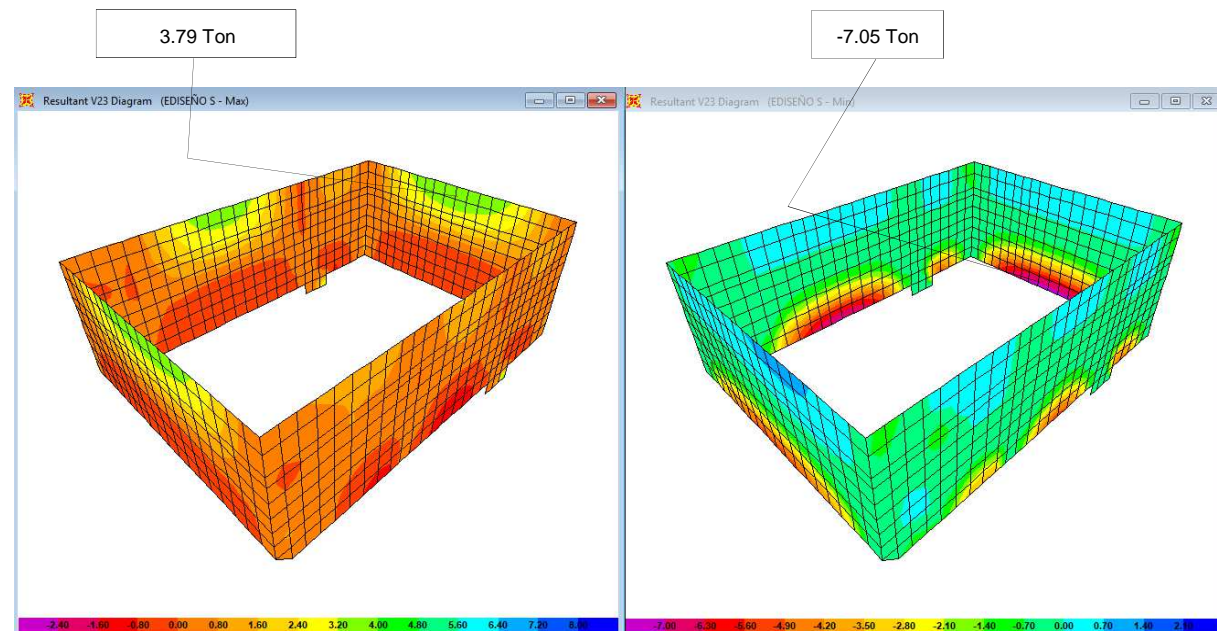 3.79 Ton
-7.05 Ton
Resultant V23 Diagram (EDISEÑO S - Max)
Resultant V23 Diagram (EDISEÑO S - Min)
-2.40 -1.60 -0.80 0.00 0.80 1.60 2.40 3.20 4.00 4.80 5.60 6.40 7.20
-7.00 -6.30 -5.60 -4.90 -4.20 -3.50 -2.80 -2.10 -1.40 -0.70 0.00 0.70 1.40